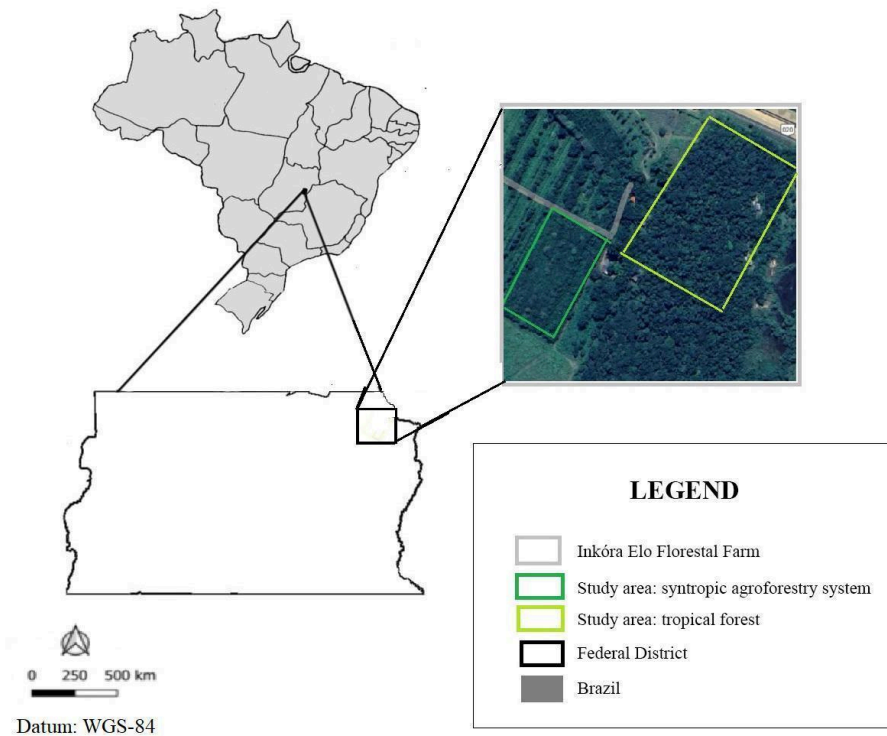 020
LEGEND
Inkóra Elo Florestal Farm
Study area: syntropic agroforestry system
Study area: tropical forest
Federal District
Brazil
0 250 500 km
Datum: WGS-84